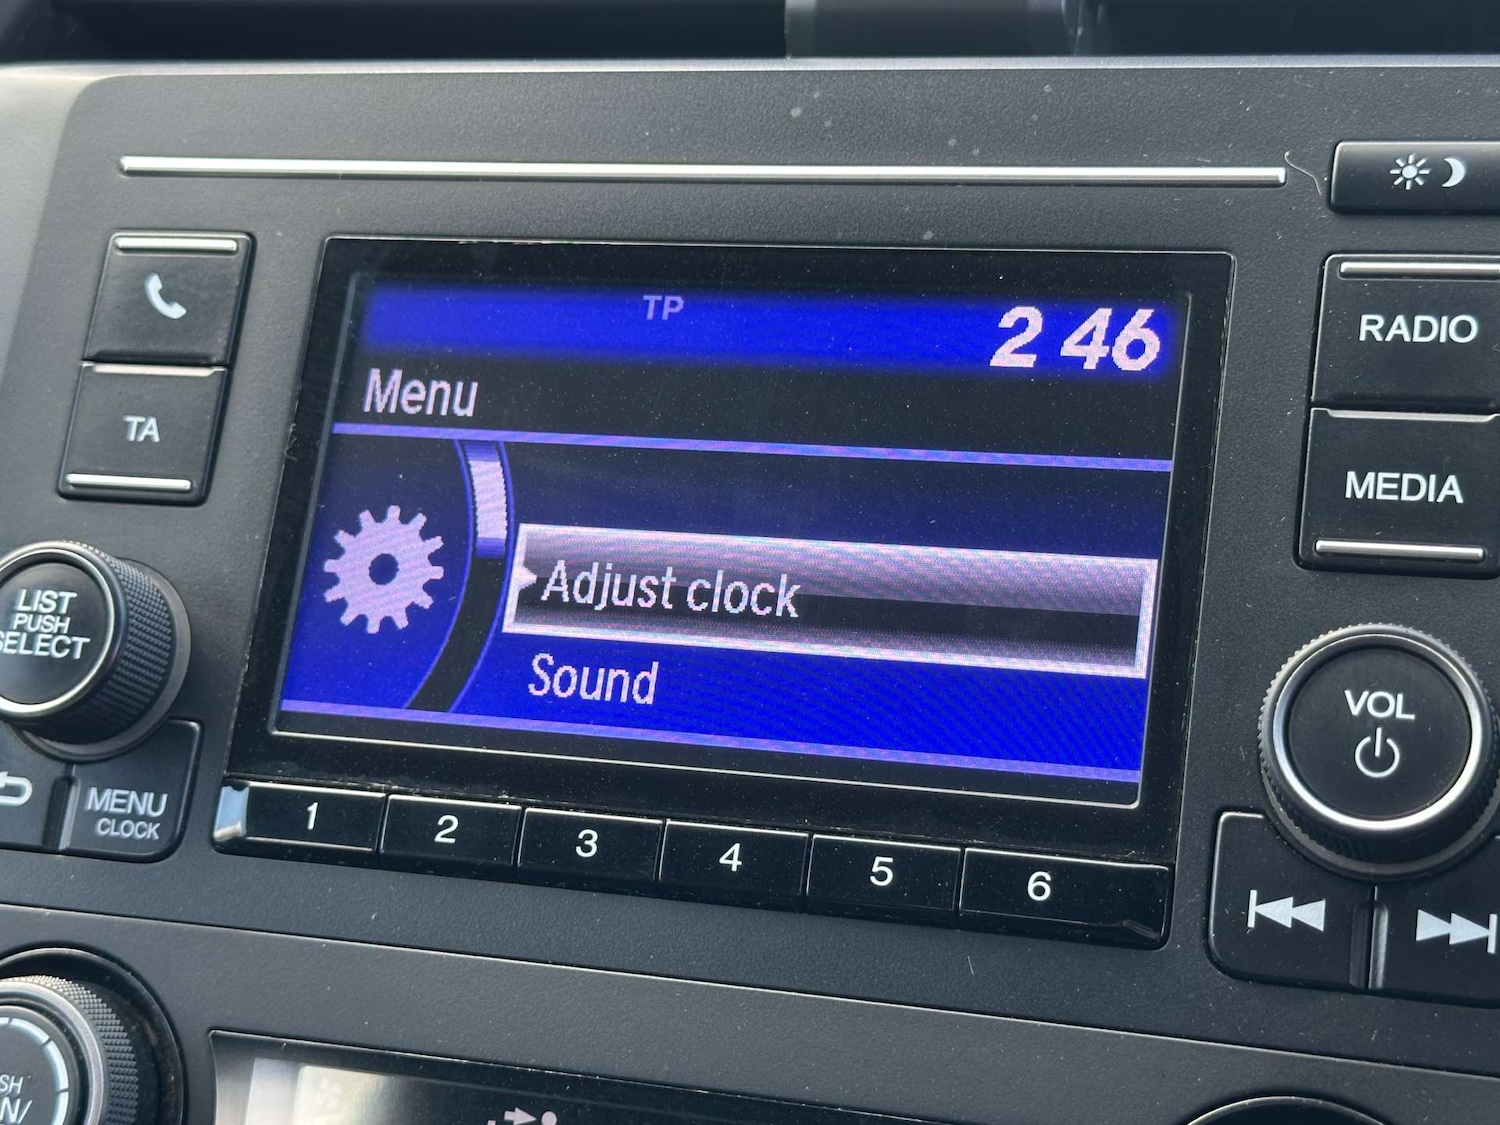 TP
2 46
Menu
Adjust clock
Sound
TA
LIST
PUSH
SELECT
MENU
CLOCK
1
2
3
4
5
6
RADIO
MEDIA
VOL